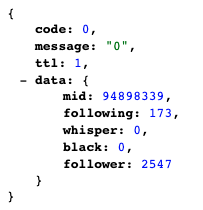 {
code: 0,
message: "0",
ttl: 1,
- data: {
mid: 94898339,
following: 173,
whisper: 0,
black: 0,
follower: 2547
}
}